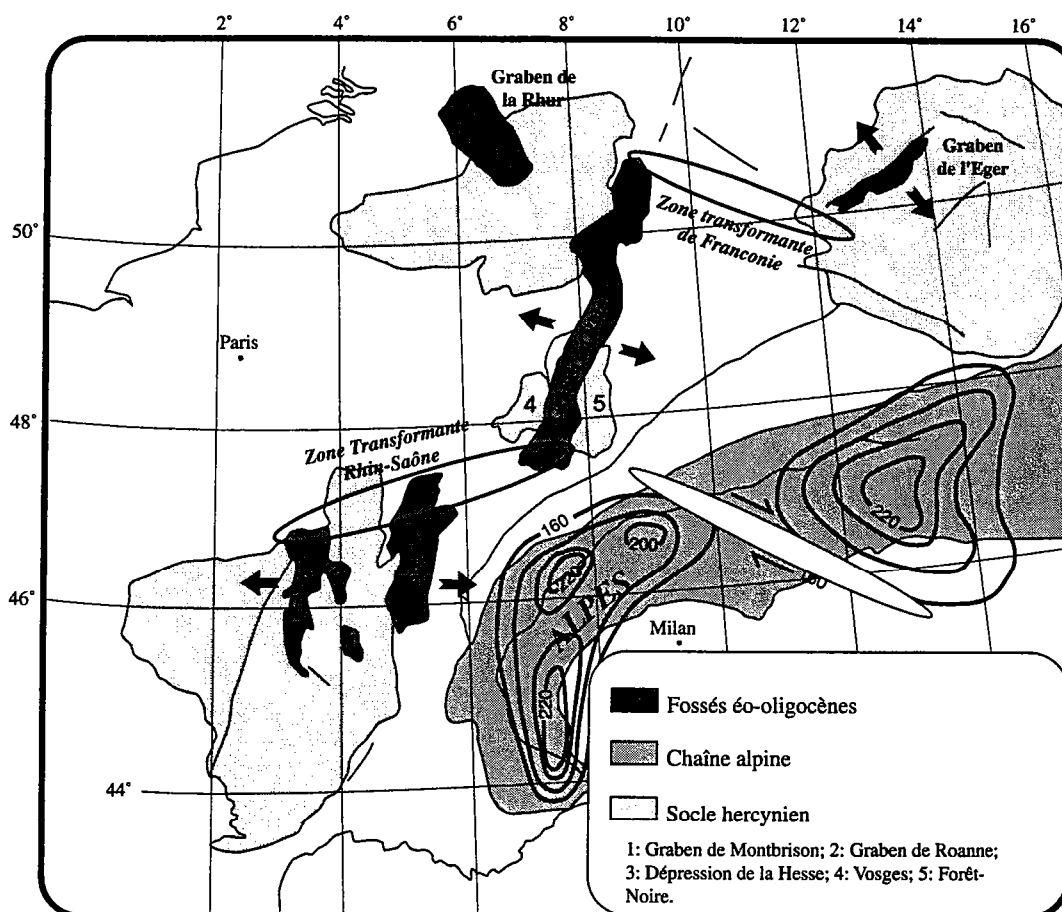 2° 4° 6° 8° 10° 12° 14° 16°
Graben de
la Rhur
Graben
de l'Eger
50°
Zone transformante
de Franconie
Paris
4 5
48°
Zone Transformante
Rhin-Saône
160
220
200
220
46°
ALPES
160
Milan
220
44°
Fossés éo-oligocènes
Chaîne alpine
Socle hercynien
1: Graben de Montbrison; 2: Graben de Roanne;
3: Dépression de la Hesse; 4: Vosges; 5: Forêt-
Noire.